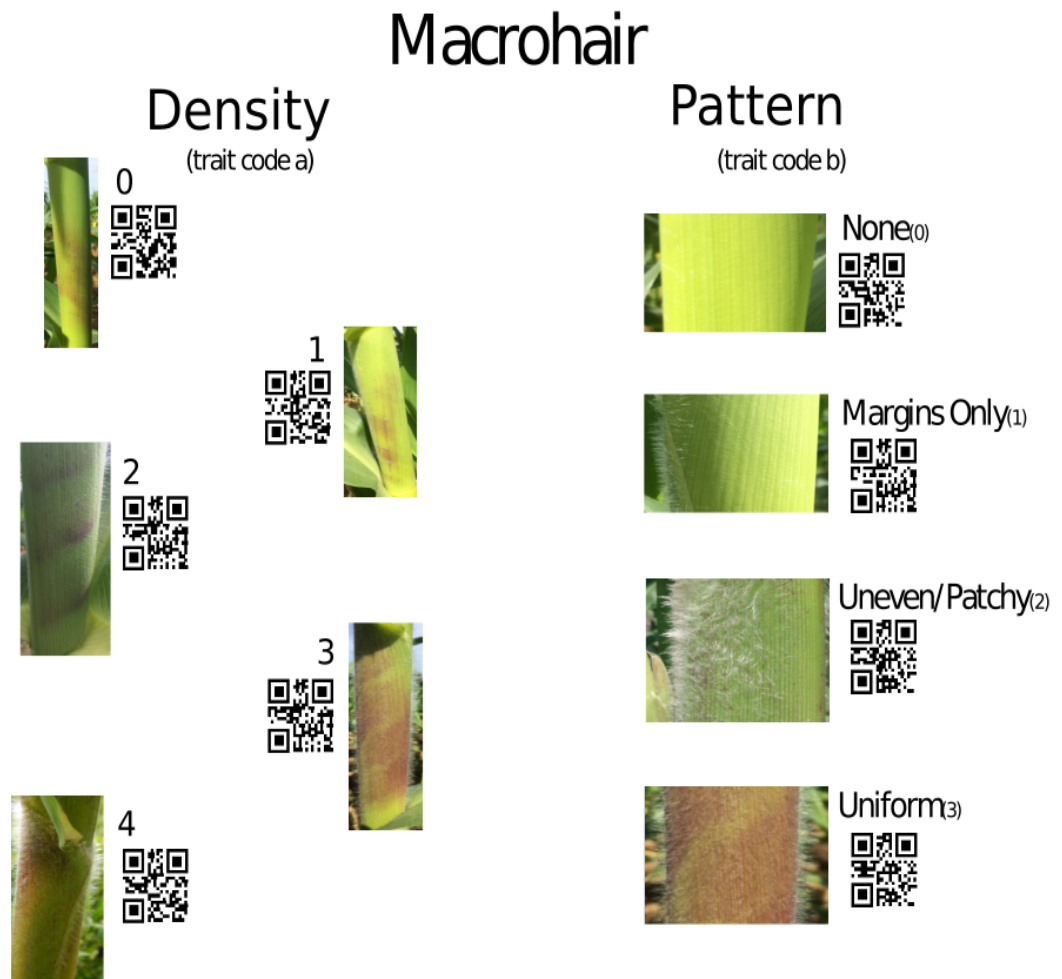 Macrohair
Density
(trait code a)
0
1
2
3
4
Pattern
(trait code b)
None(0)
Margins Only(1)
Uneven/Patchy(2)
Uniform(3)